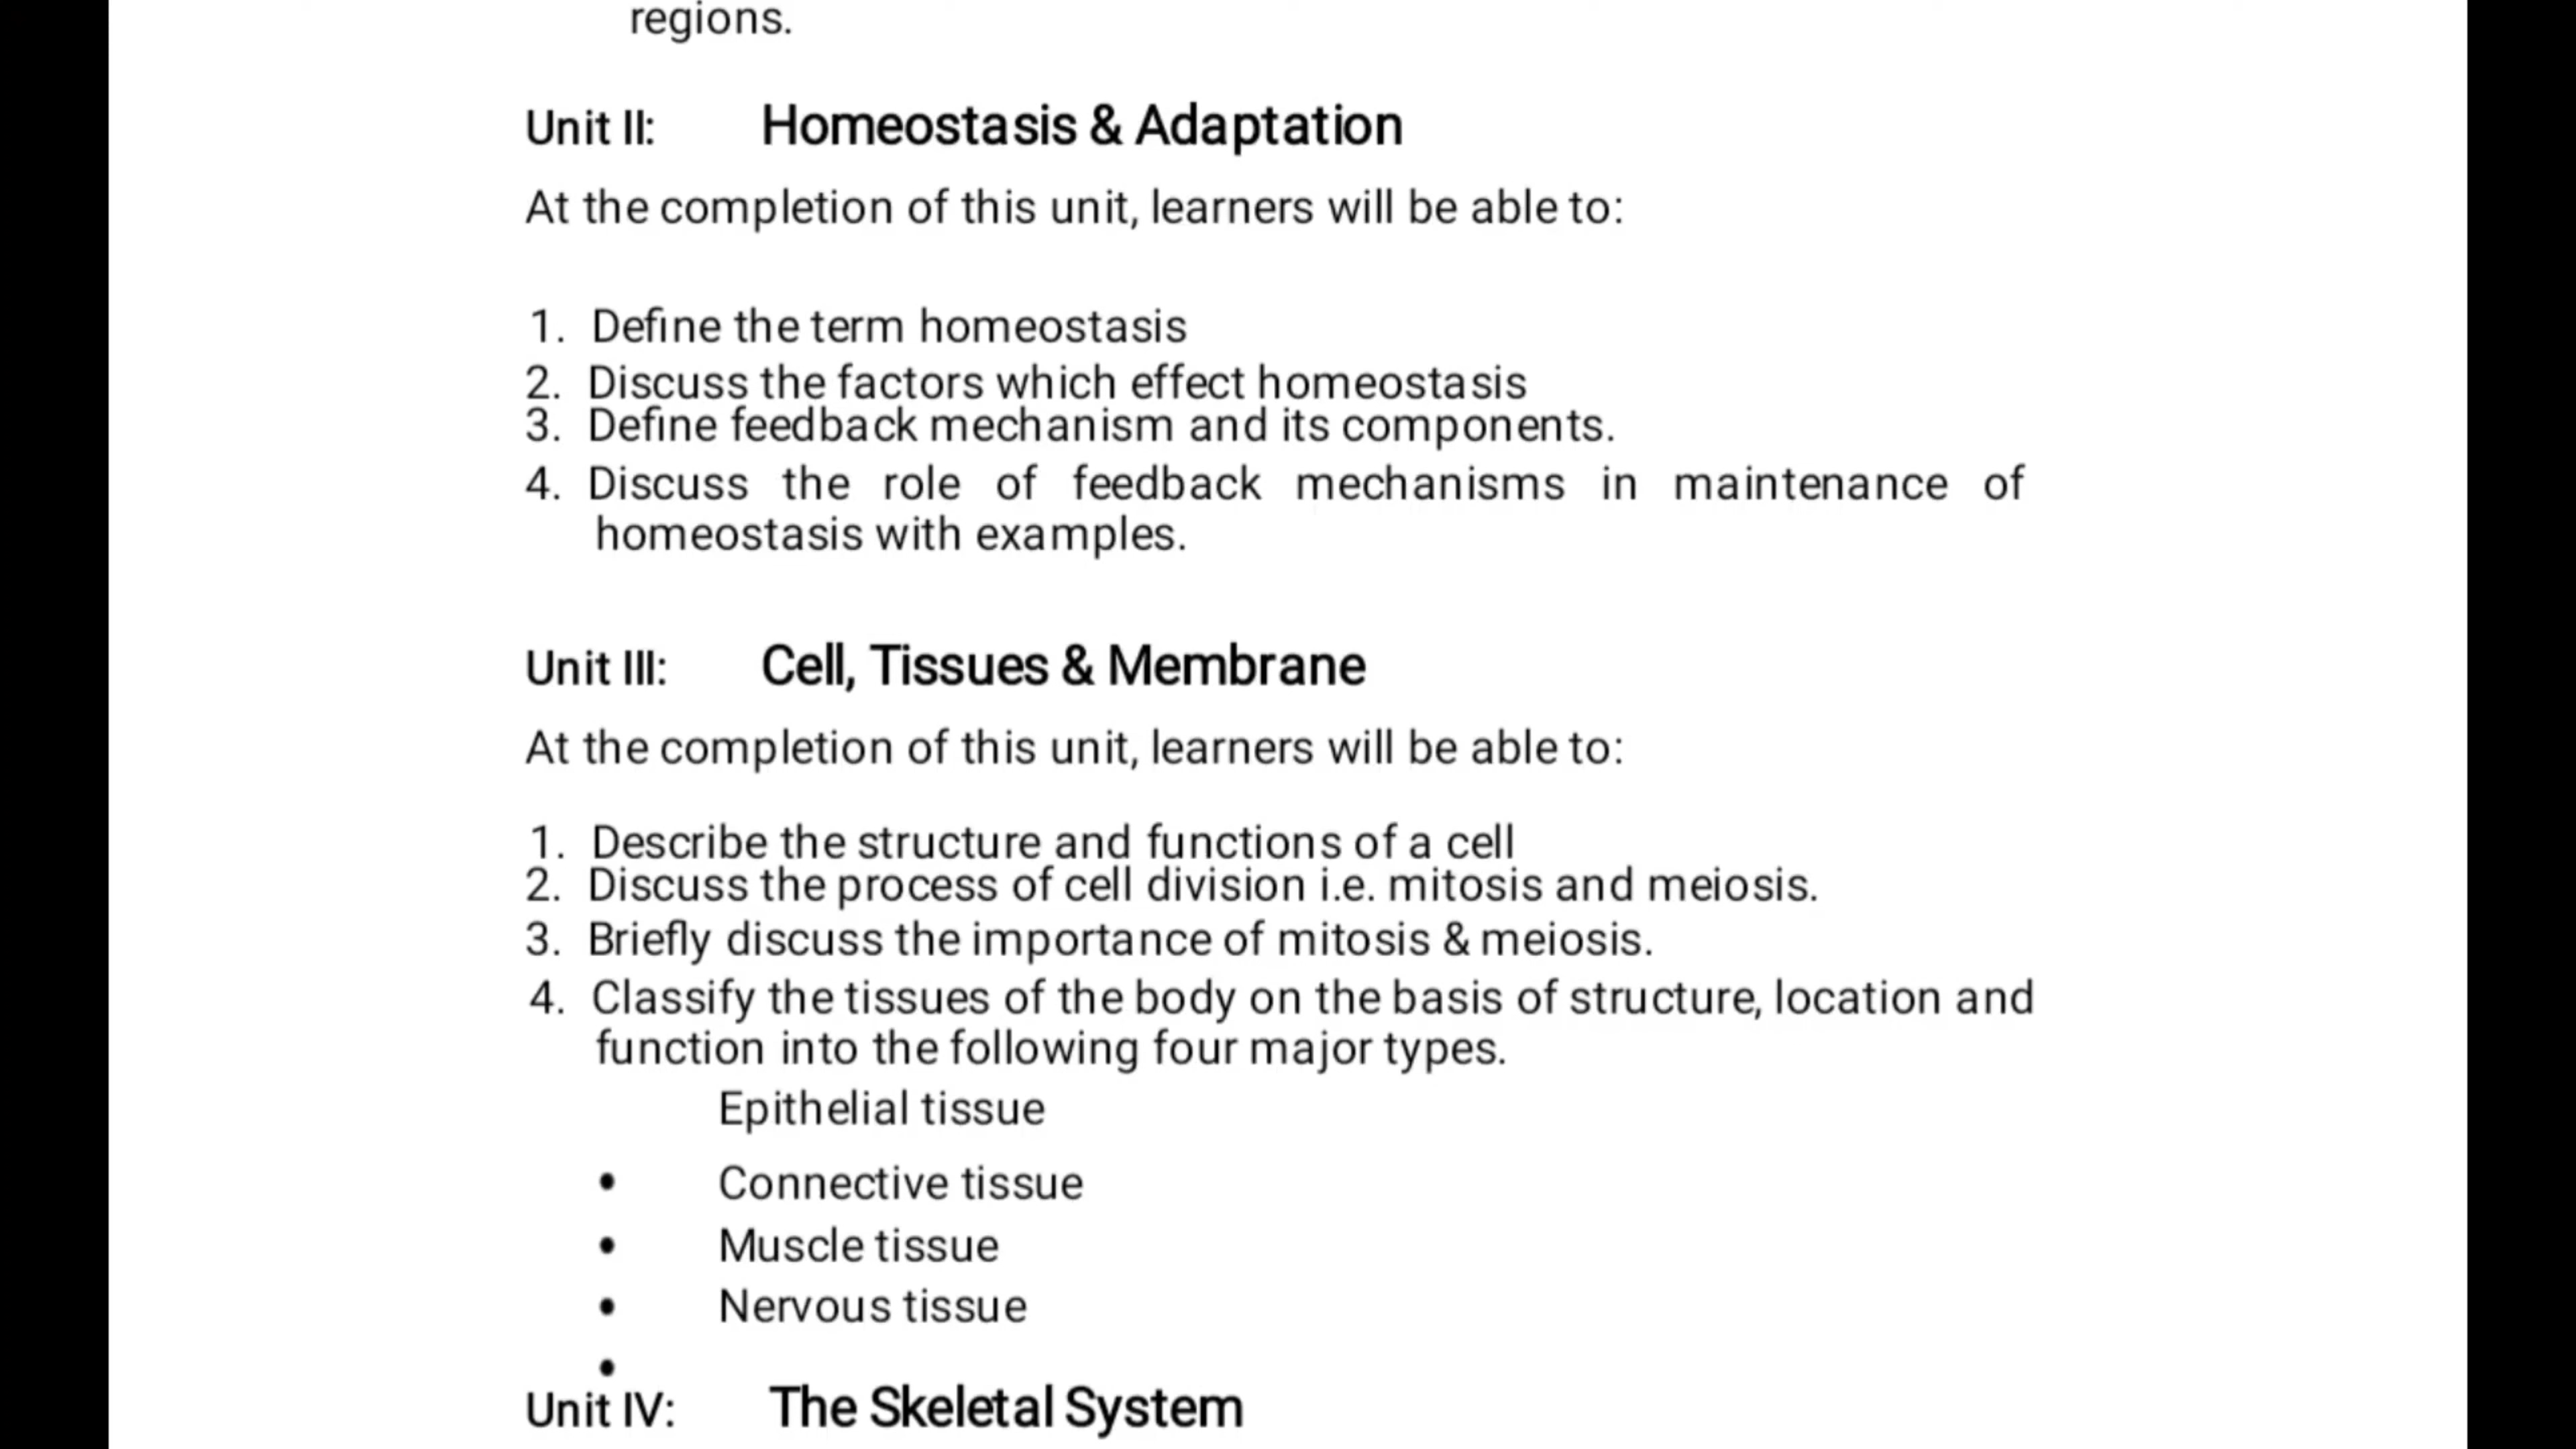 regions.
Unit II: Homeostasis & Adaptation
At the completion of this unit, learners will be able to:
1. Define the term homeostasis
2. Discuss the factors which effect homeostasis
3. Define feedback mechanism and its components.
4. Discuss the role of feedback mechanisms in maintenance of
homeostasis with examples.
Unit III: Cell, Tissues & Membrane
At the completion of this unit, learners will be able to:
1. Describe the structure and functions of a cell
2. Discuss the process of cell division i.e. mitosis and meiosis.
3. Briefly discuss the importance of mitosis & meiosis.
4. Classify the tissues of the body on the basis of structure, location and
function into the following four major types.
Epithelial tissue
• Connective tissue
• Muscle tissue
• Nervous tissue
•
Unit IV: The Skeletal System